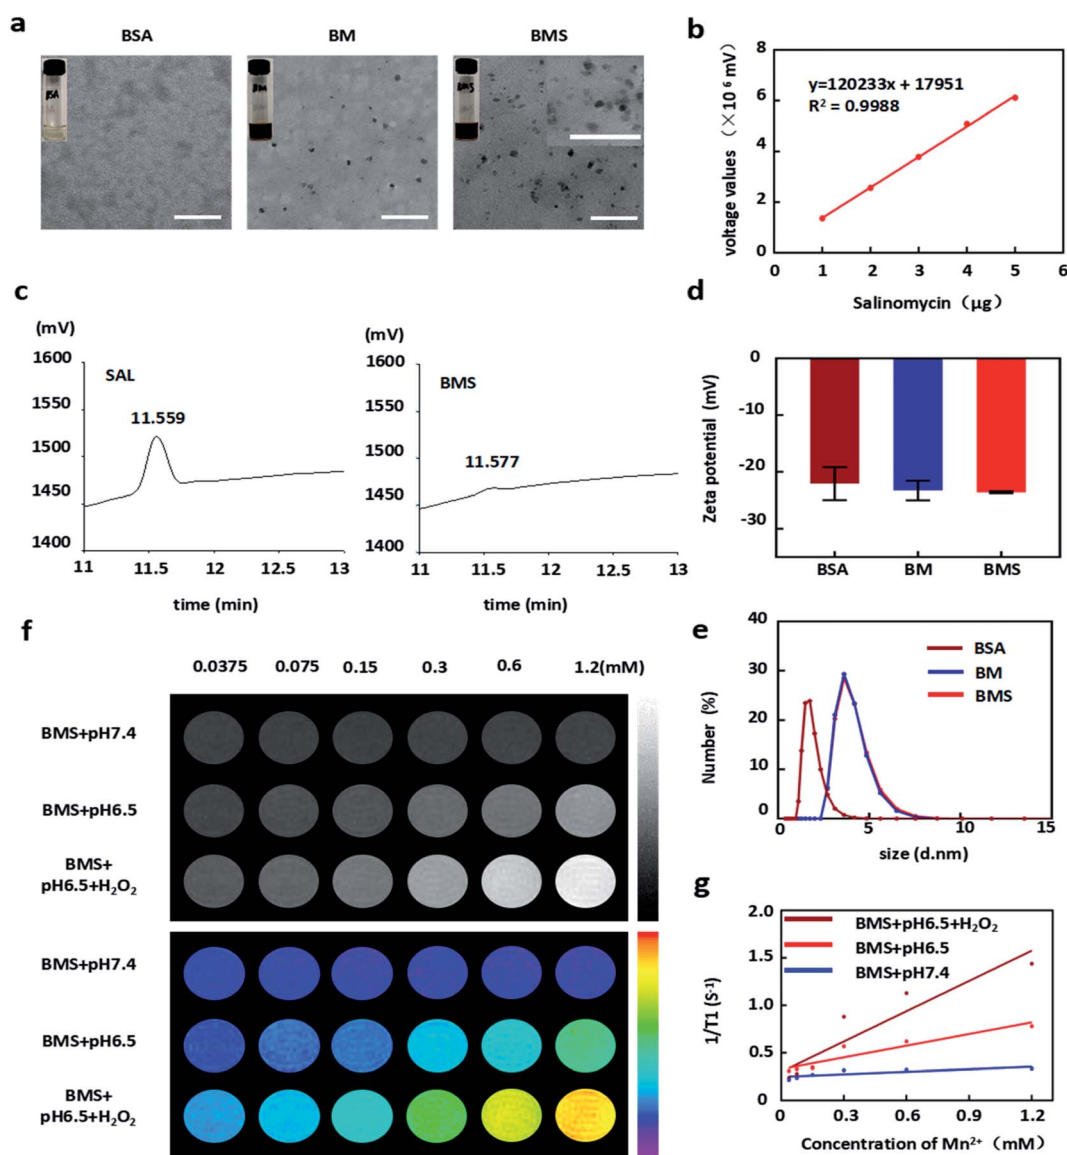 a
BSA
BM
BMS
BSA
BM
BMS
b
y=120233x + 17951
R² = 0.9988
voltage values （×10⁶ mV）
8
6
4
2
0
0 1 2 3 4 5 6
Salinomycin（μg）
c
(mV)
1600
1550
1500
1450
1400
SAL
11.559
11 11.5 12 12.5 13
time (min)
(mV)
1600
1550
1500
1450
1400
BMS
11.577
11 11.5 12 12.5 13
time (min)
d
Zeta potential (mV)
0
-10
-20
-30
BSA BM BMS
f
0.0375 0.075 0.15 0.3 0.6 1.2(mM)
BMS+pH7.4
BMS+pH6.5
BMS+
pH6.5+H₂O₂
BMS+pH7.4
BMS+pH6.5
BMS+
pH6.5+H₂O₂
e
Number (%)
40
30
20
10
0
BSA
BM
BMS
0 5 10 15
size (d.nm)
g
1/T1 (S⁻¹)
2.0
1.5
1.0
0.5
0
BMS+pH6.5+H₂O₂
BMS+pH6.5
BMS+pH7.4
0 0.3 0.6 0.9 1.2
Concentration of Mn²⁺（mM）